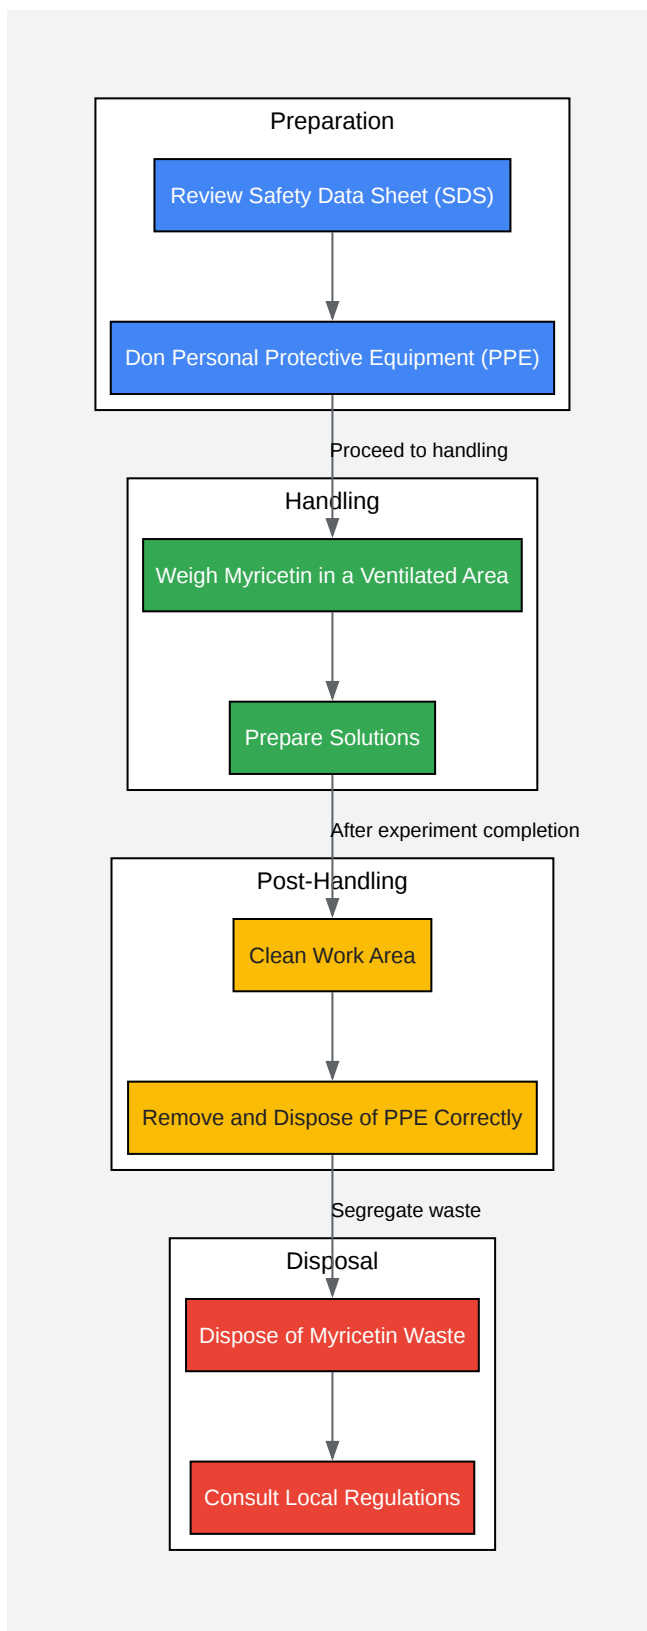 Preparation
Review Safety Data Sheet (SDS)
Don Personal Protective Equipment (PPE)
Proceed to handling
Handling
Weigh Myricetin in a Ventilated Area
Prepare Solutions
After experiment completion
Post-Handling
Clean Work Area
Remove and Dispose of PPE Correctly
Segregate waste
Disposal
Dispose of Myricetin Waste
Consult Local Regulations